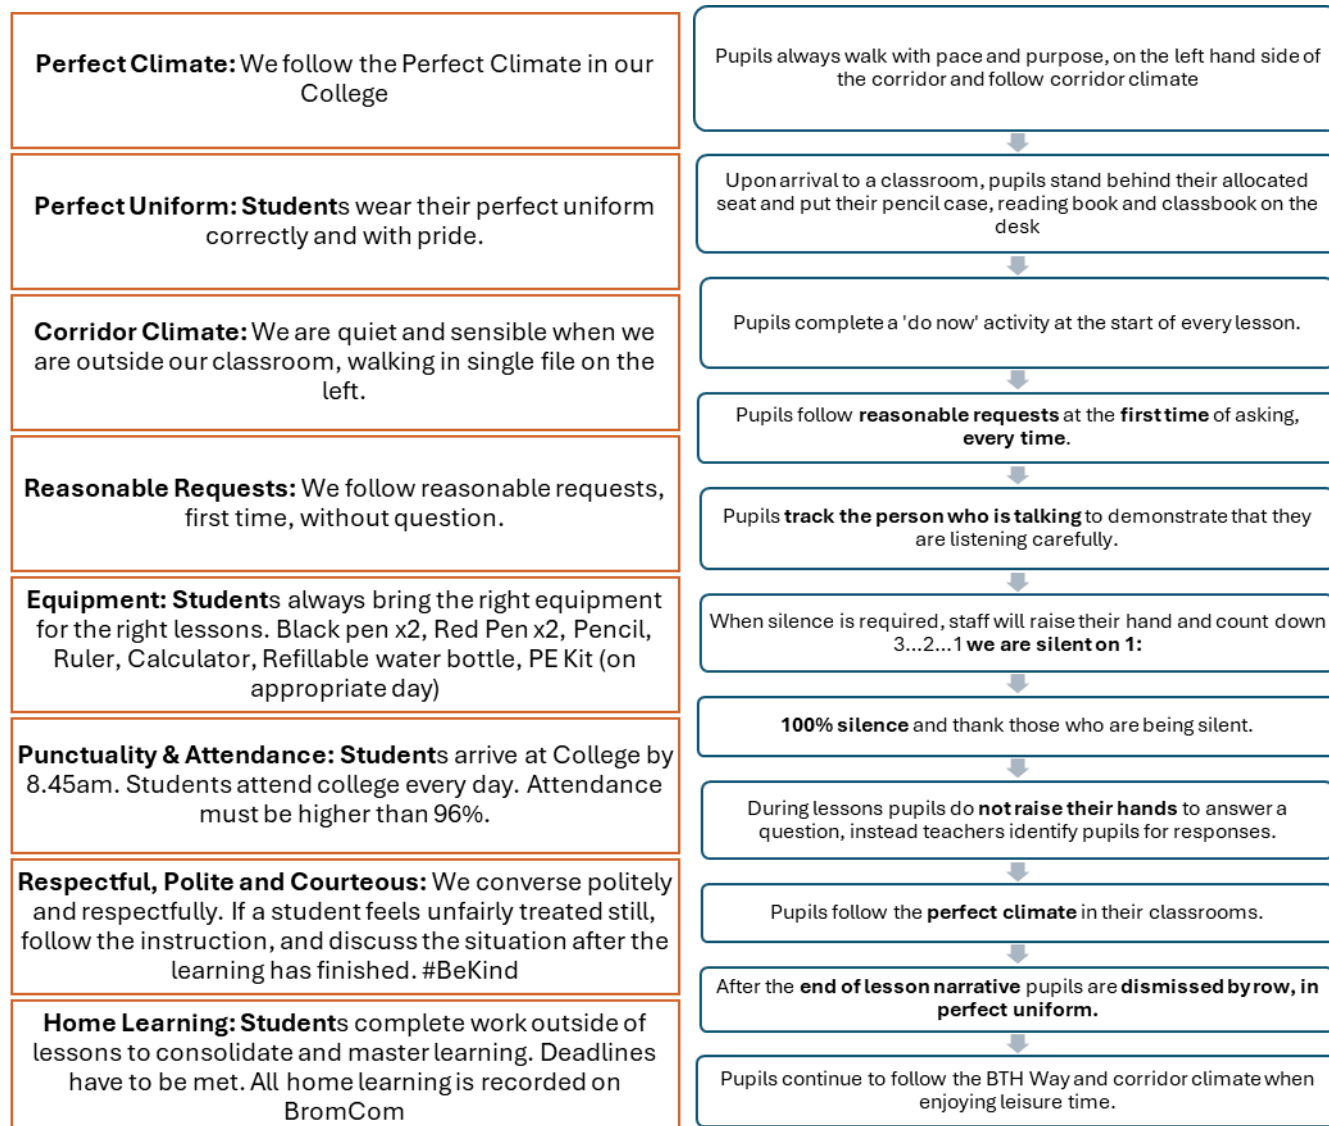 Perfect Climate: We follow the Perfect Climate in our
College
Perfect Uniform: Students wear their perfect uniform
correctly and with pride.
Corridor Climate: We are quiet and sensible when we
are outside our classroom, walking in single file on the
left.
Reasonable Requests: We follow reasonable requests,
first time, without question.
Equipment: Students always bring the right equipment
for the right lessons. Black pen x2, Red Pen x2, Pencil,
Ruler, Calculator, Refillable water bottle, PE Kit (on
appropriate day)
Punctuality & Attendance: Students arrive at College by
8.45am. Students attend college every day. Attendance
must be higher than 96%.
Respectful, Polite and Courteous: We converse politely
and respectfully. If a student feels unfairly treated still,
follow the instruction, and discuss the situation after the
learning has finished. #BeKind
Home Learning: Students complete work outside of
lessons to consolidate and master learning. Deadlines
have to be met. All home learning is recorded on
BromCom
Pupils always walk with pace and purpose, on the left hand side of
the corridor and follow corridor climate
Upon arrival to a classroom, pupils stand behind their allocated
seat and put their pencil case, reading book and classbook on the
desk
Pupils complete a 'do now' activity at the start of every lesson.
Pupils follow reasonable requests at the first time of asking,
every time.
Pupils track the person who is talking to demonstrate that they
are listening carefully.
When silence is required, staff will raise their hand and count down
3...2...1 we are silent on 1:
100% silence and thank those who are being silent.
During lessons pupils do not raise their hands to answer a
question, instead teachers identify pupils for responses.
Pupils follow the perfect climate in their classrooms.
After the end of lesson narrative pupils are dismissed by row, in
perfect uniform.
Pupils continue to follow the BTH Way and corridor climate when
enjoying leisure time.